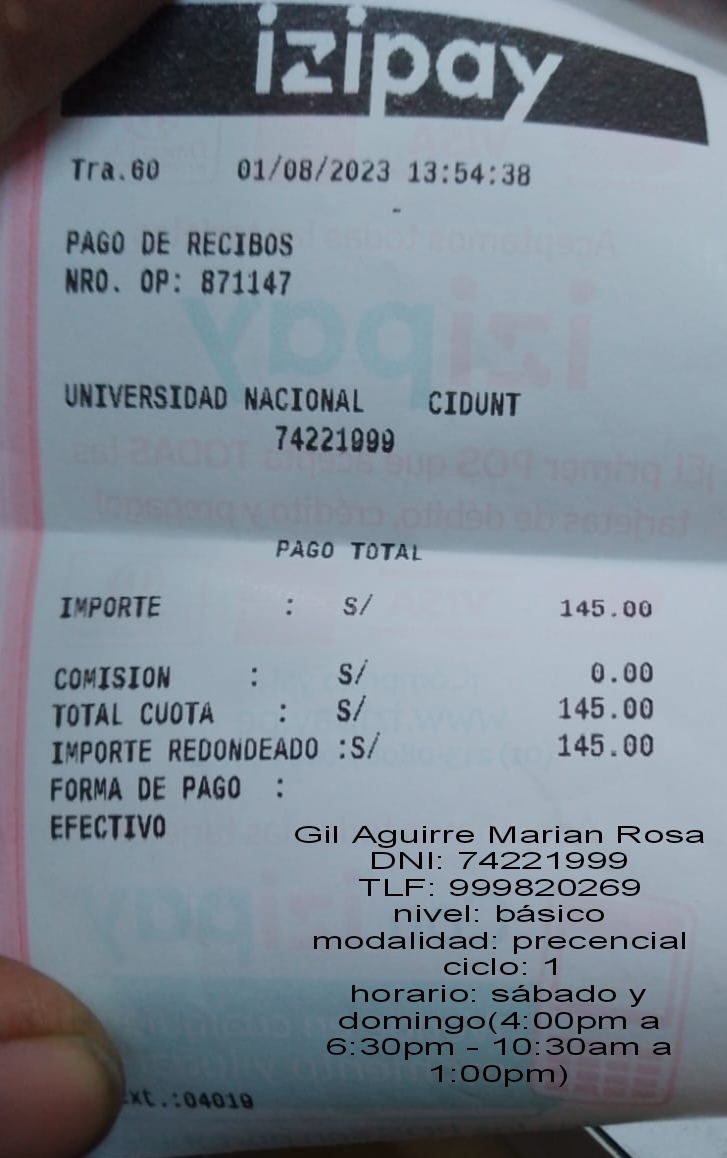 izipay
Tra.60 01/08/2023 13:54:38
-
PAGO DE RECIBOS
NRO. OP: 871147
UNIVERSIDAD NACIONAL CIDUNT
74221999
PAGO TOTAL
IMPORTE : S/ 145.00
COMISION : S/ 0.00
TOTAL CUOTA : S/ 145.00
IMPORTE REDONDEADO :S/ 145.00
FORMA DE PAGO :
EFECTIVO
Gil Aguirre Marian Rosa
DNI: 74221999
TLF: 999820269
nivel: básico
modalidad: precencial
ciclo: 1
horario: sábado y
domingo(4:00pm a
6:30pm - 10:30am a
1:00pm)
xt.:04019